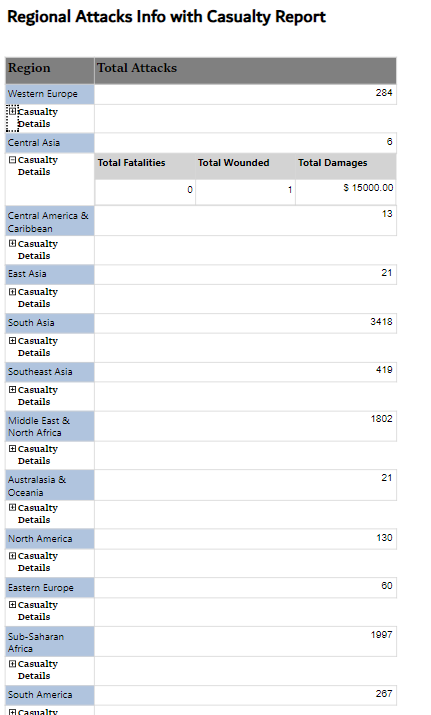 Regional Attacks Info with Casualty Report
Region Total Attacks
Western Europe 284
Casualty
Details
Central Asia 6
Casualty Total Fatalities Total Wounded Total Damages
Details
0 1 $ 15000.00
Central America & 13
Caribbean
Casualty
Details
East Asia 21
Casualty
Details
South Asia 3418
Casualty
Details
Southeast Asia 419
Casualty
Details
Middle East & 1802
North Africa
Casualty
Details
Australasia & 21
Oceania
Casualty
Details
North America 130
Casualty
Details
Eastern Europe 60
Casualty
Details
Sub-Saharan 1997
Africa
Casualty
Details
South America 267
Casualty